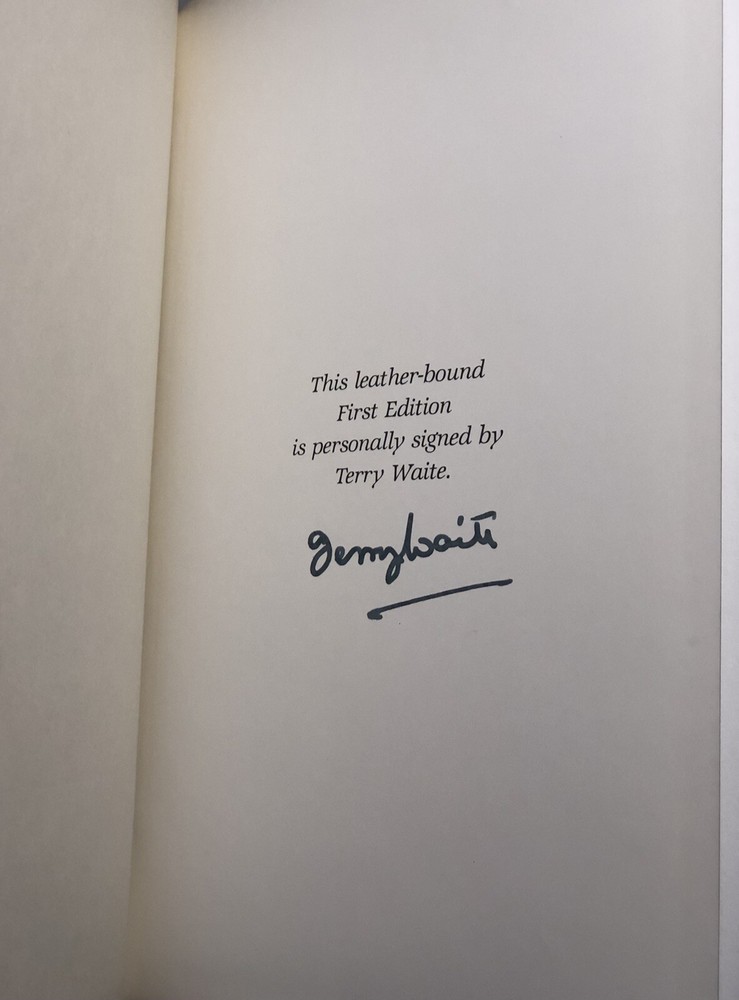 This leather-bound
First Edition
is personally signed by
Terry Waite.
Terry Waite